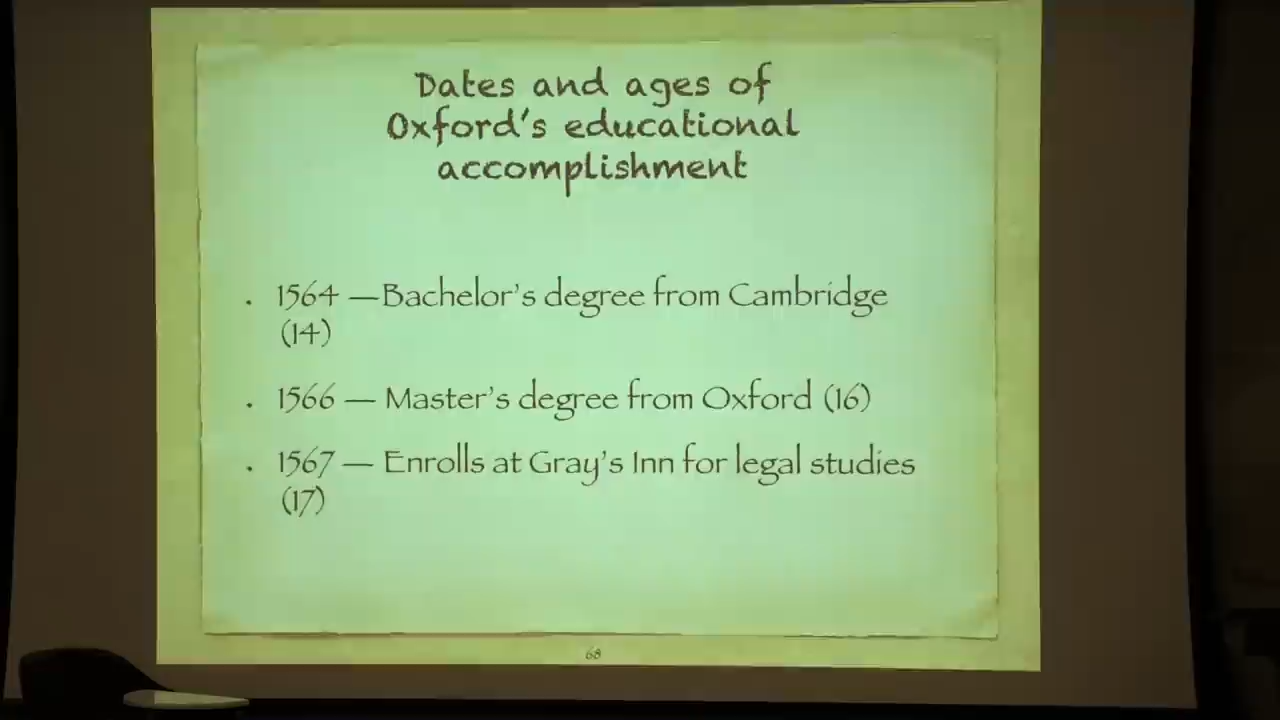 Dates and ages of
Oxford's educational
accomplishment
. 1564 —Bachelor's degree from Cambridge
(14)
. 1566 — Master's degree from Oxford (16)
. 1567 — Enrolls at Gray's Inn for legal studies
(17)
68